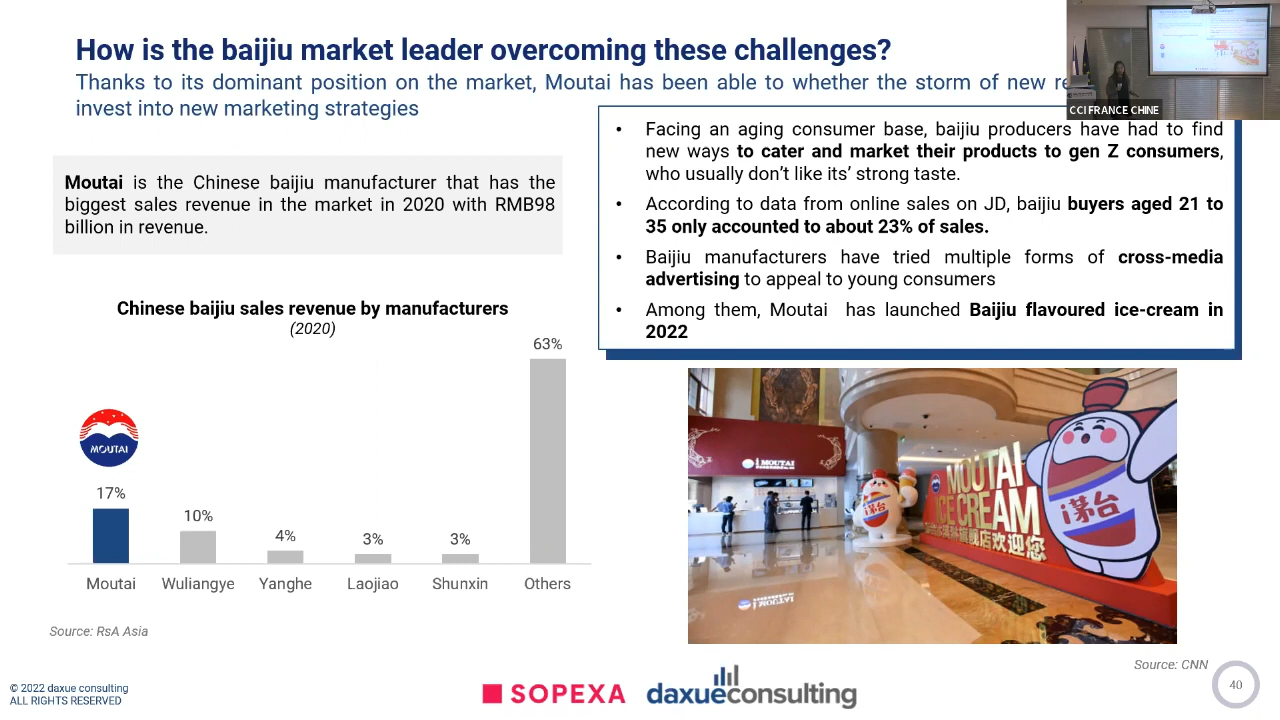 How is the baijiu market leader overcoming these challenges?
Thanks to its dominant position on the market, Moutai has been able to whether the storm of new
invest into new marketing strategies
CCI FRANCE CHINE
Moutai is the Chinese baijiu manufacturer that has the
biggest sales revenue in the market in 2020 with RMB98
billion in revenue.
• Facing an aging consumer base, baijiu producers have had to find
new ways to cater and market their products to gen Z consumers,
who usually don’t like its’ strong taste.
• According to data from online sales on JD, baijiu buyers aged 21 to
35 only accounted to about 23% of sales.
• Baijiu manufacturers have tried multiple forms of cross-media
advertising to appeal to young consumers
• Among them, Moutai has launched Baijiu flavoured ice-cream in
2022
Chinese baijiu sales revenue by manufacturers
(2020)
MOUTAI
17%
10%
4%
3%
3%
63%
Moutai
Wuliangye
Yanghe
Laojiao
Shunxin
Others
Source: RsA Asia
i MOUTAI
MOUTAI
ICE CREAM
旗舰店欢迎您
i茅台
Source: CNN
© 2022 daxue consulting
ALL RIGHTS RESERVED
SOPEXA
daxueconsulting
40